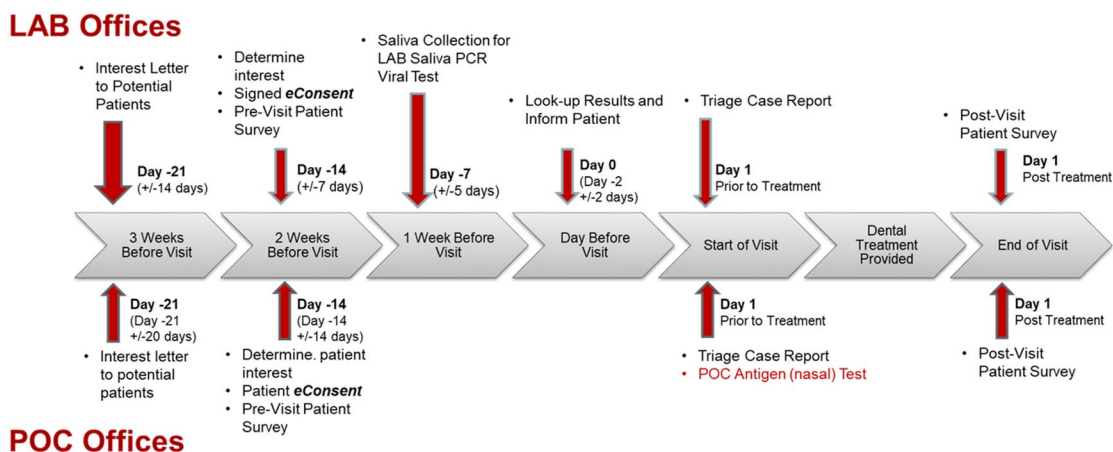 LAB Offices
• Interest Letter
to Potential
Patients
Day -21
(+/-14 days)
• Determine
interest
• Signed eConsent
• Pre-Visit Patient
Survey
Day -14
(+/-7 days)
• Saliva Collection for
LAB Saliva PCR
Viral Test
Day -7
(+/-5 days)
• Look-up Results and
Inform Patient
Day 0
(Day -2
+/-2 days)
• Triage Case Report
Day 1
Prior to Treatment
• Post-Visit
Patient Survey
Day 1
Post Treatment
3 Weeks
Before Visit
2 Weeks
Before Visit
1 Week Before
Visit
Day Before
Visit
Start of Visit
Dental
Treatment
Provided
End of Visit
Day -21
(Day -21
+/-20 days)
• Interest letter
to potential
patients
Day -14
(Day -14
+/-14 days)
• Determine. patient
interest
• Patient eConsent
• Pre-Visit Patient
Survey
Day 1
Prior to Treatment
• Triage Case Report
• POC Antigen (nasal) Test
Day 1
Post Treatment
• Post-Visit
Patient Survey
POC Offices